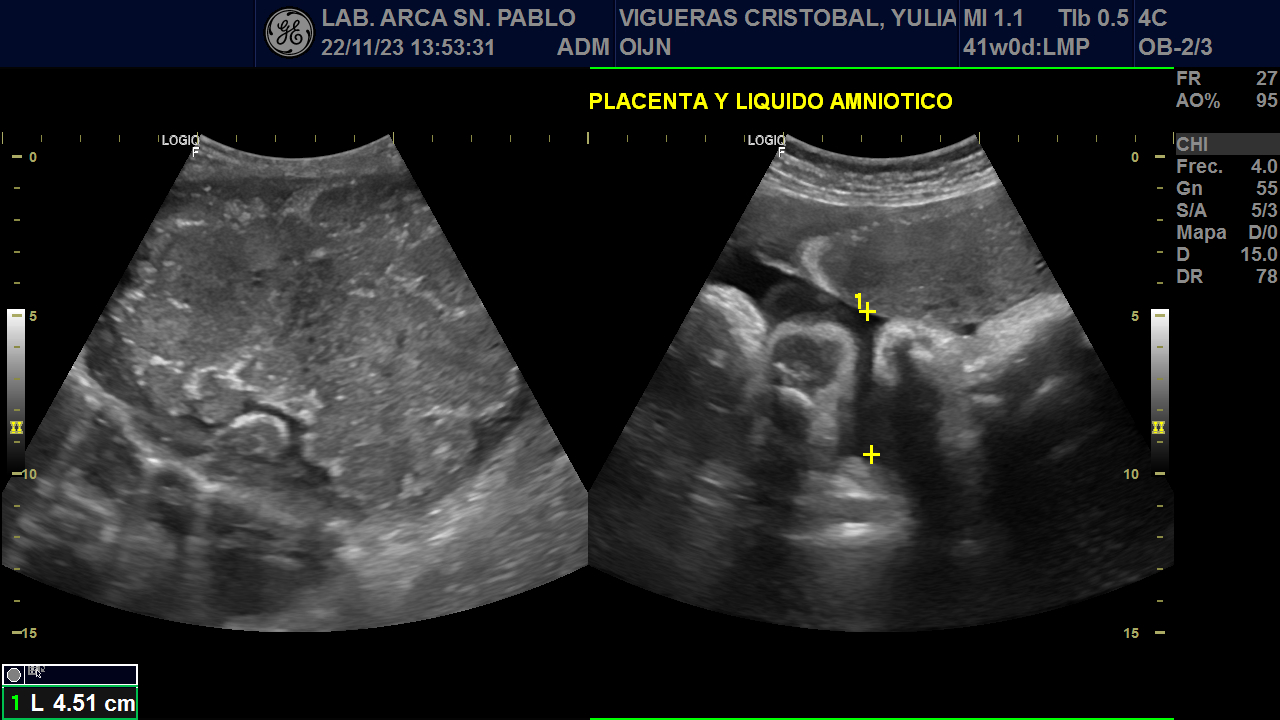 LAB. ARCA SN. PABLO
22/11/23 13:53:31 ADM
VIGUERAS CRISTOBAL, YULIA
OIJN
MI 1.1 TIb 0.5
41w0d:LMP
4C
OB-2/3
PLACENTA Y LIQUIDO AMNIOTICO
FR 27
AO% 95
CHI
Frec. 4.0
Gn 55
S/A 5/3
Mapa D/0
D 15.0
DR 78
LOGIQ
F
0
5
10
15
LOGIQ
F
0
5
10
15
1
1 L 4.51 cm